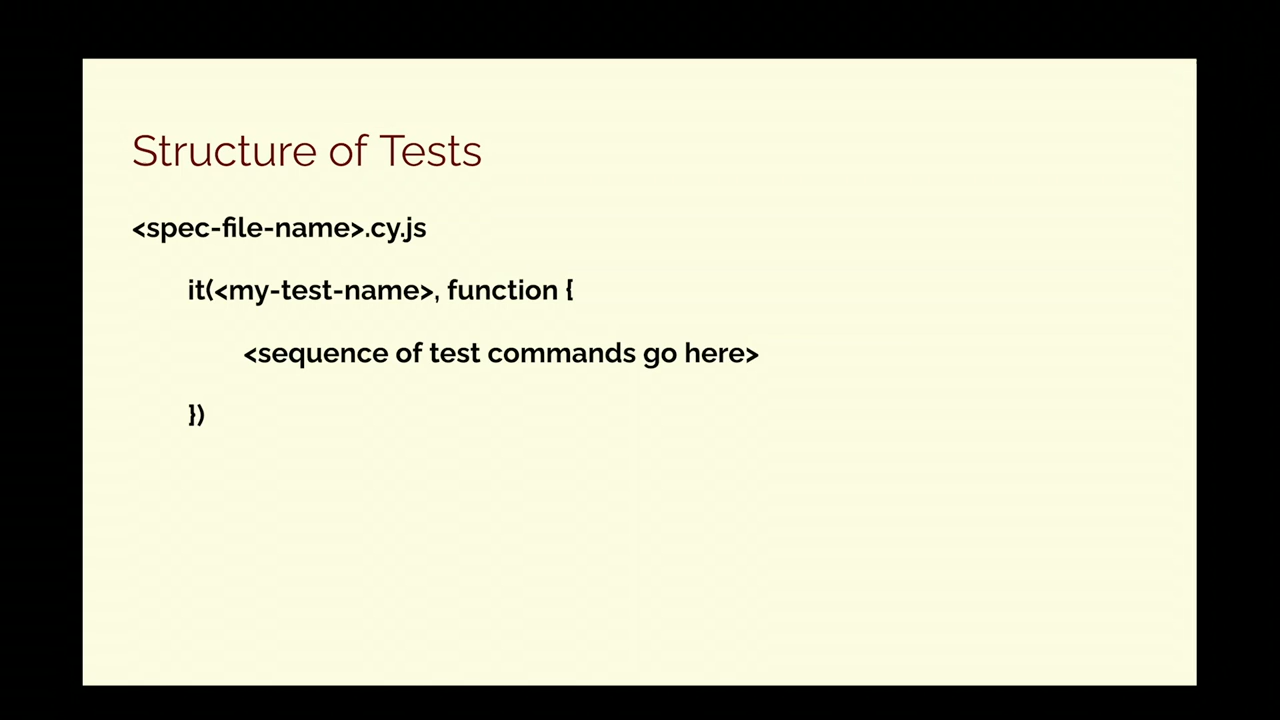 Structure of Tests
<spec-file-name>.cy.js
it(<my-test-name>, function {
<sequence of test commands go here>
})